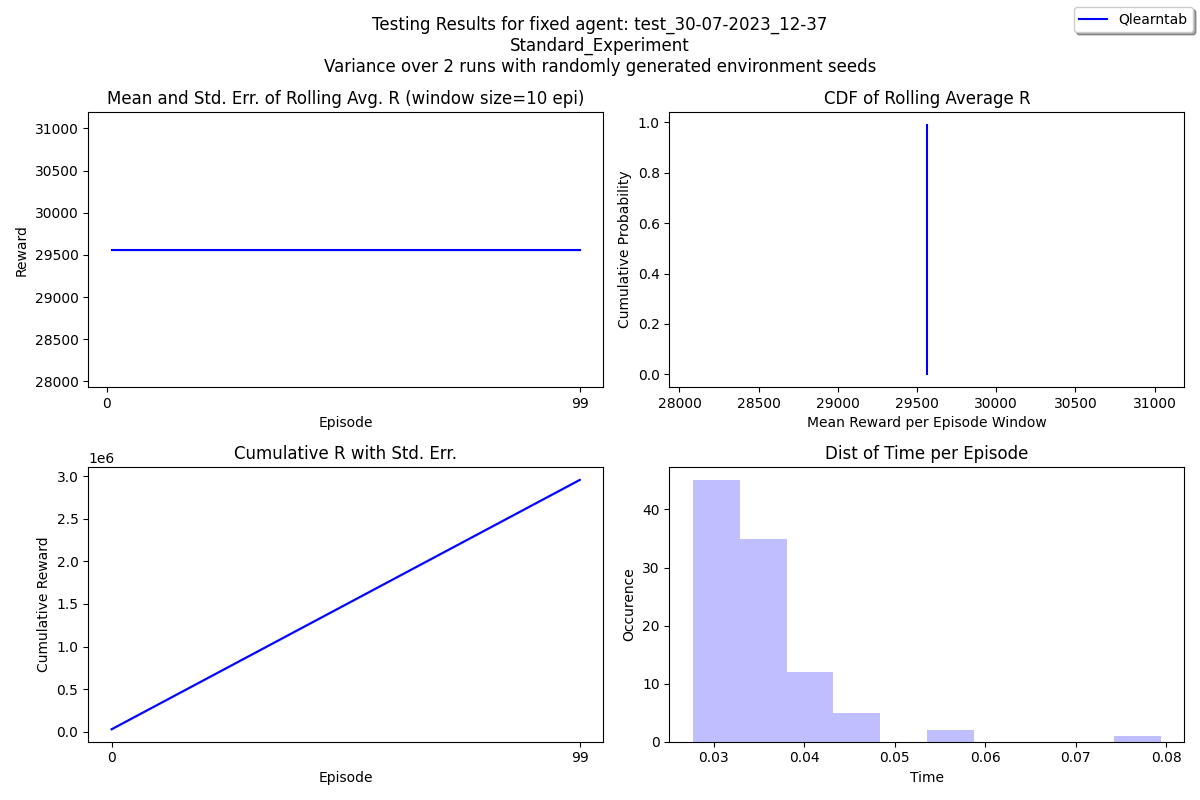 Testing Results for fixed agent: test_30-07-2023_12-37
Standard_Experiment
Variance over 2 runs with randomly generated environment seeds
Qlearntab
Mean and Std. Err. of Rolling Avg. R (window size=10 epi)
31000
30500
30000
29500
29000
28500
28000
Reward
0
99
Episode
CDF of Rolling Average R
1.0
0.8
0.6
0.4
0.2
0.0
Cumulative Probability
28000
28500
29000
29500
30000
30500
31000
Mean Reward per Episode Window
Cumulative R with Std. Err.
1e6
3.0
2.5
2.0
1.5
1.0
0.5
0.0
Cumulative Reward
0
99
Episode
Dist of Time per Episode
40
30
20
10
0
Occurence
0.03
0.04
0.05
0.06
0.07
0.08
Time